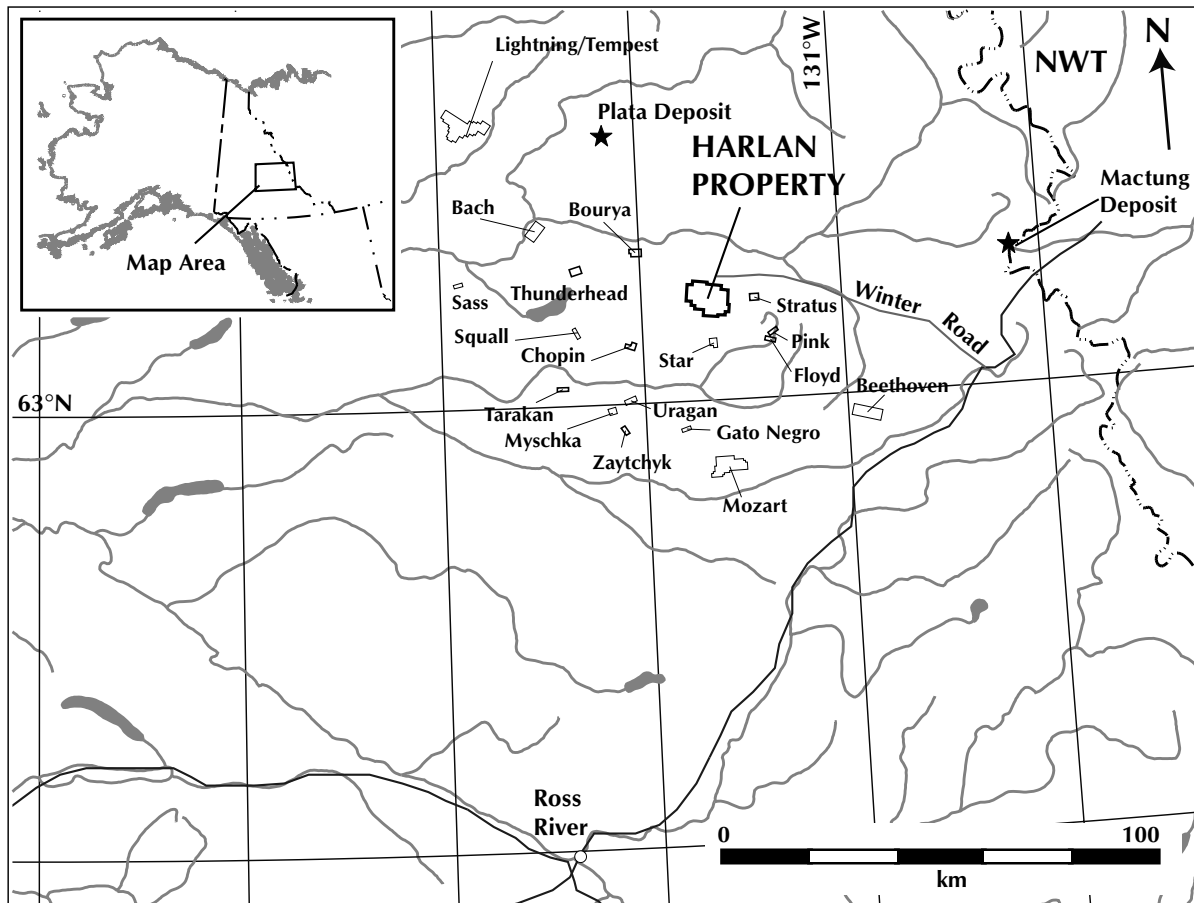 Lightning/Tempest
131°W
NWT
N
Plata Deposit
HARLAN
PROPERTY
Mactung
Deposit
Bach
Bourya
Map Area
Sass
Thunderhead
Stratus
Winter
Road
Squall
Chopin
Star
Pink
Floyd
Beethoven
63°N
Tarakan
Uragan
Myschka
Gato Negro
Zaytchyk
Mozart
Ross
River
0
100
km